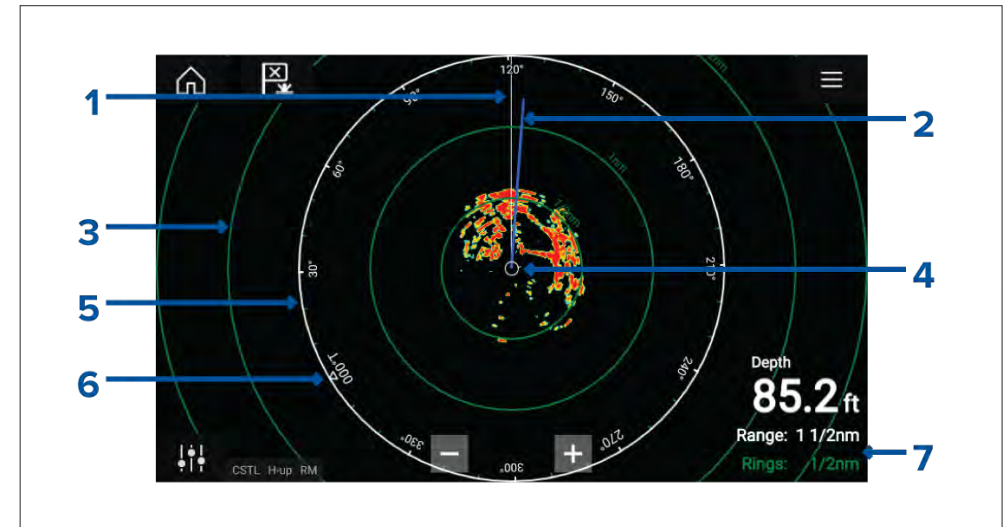 120°
1
90°
150°
2
1nm
60°
180°
1/2nm
3
30°
210°
4
5
000°T
240°
6
Depth
85.2 ft
Range: 1 1/2nm
Rings: 1/2nm
7
330°
270°
300°
CSTL H-up RM
− +